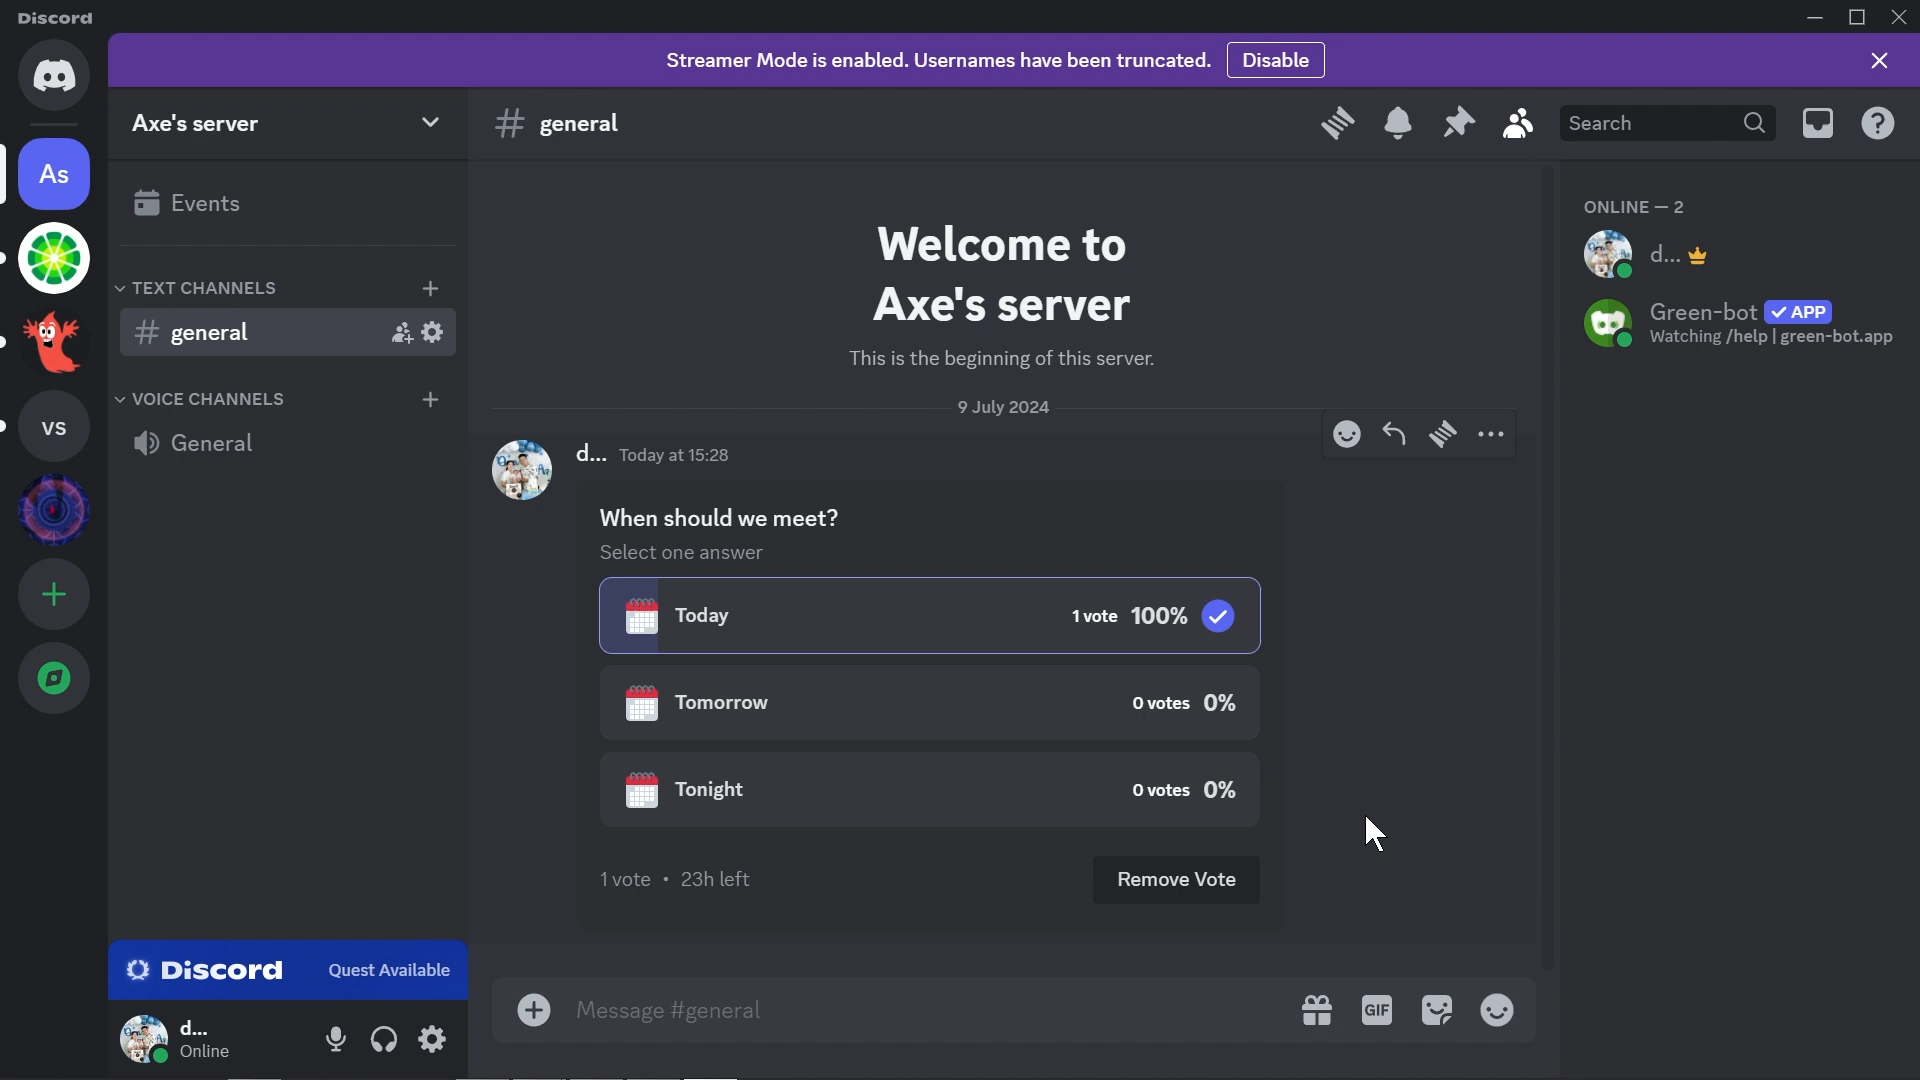 Discord
Streamer Mode is enabled. Usernames have been truncated. Disable
Axe's server
general
Search
As
Events
TEXT CHANNELS
general
VOICE CHANNELS
General
VS
Welcome to
Axe's server
This is the beginning of this server.
9 July 2024
d... Today at 15:28
When should we meet?
Select one answer
Today 1 vote 100%
Tomorrow 0 votes 0%
Tonight 0 votes 0%
1 vote • 23h left Remove Vote
Message #general
GIF
ONLINE — 2
d...
Green-bot ✓ APP
Watching /help | green-bot.app
Discord Quest Available
d...
Online